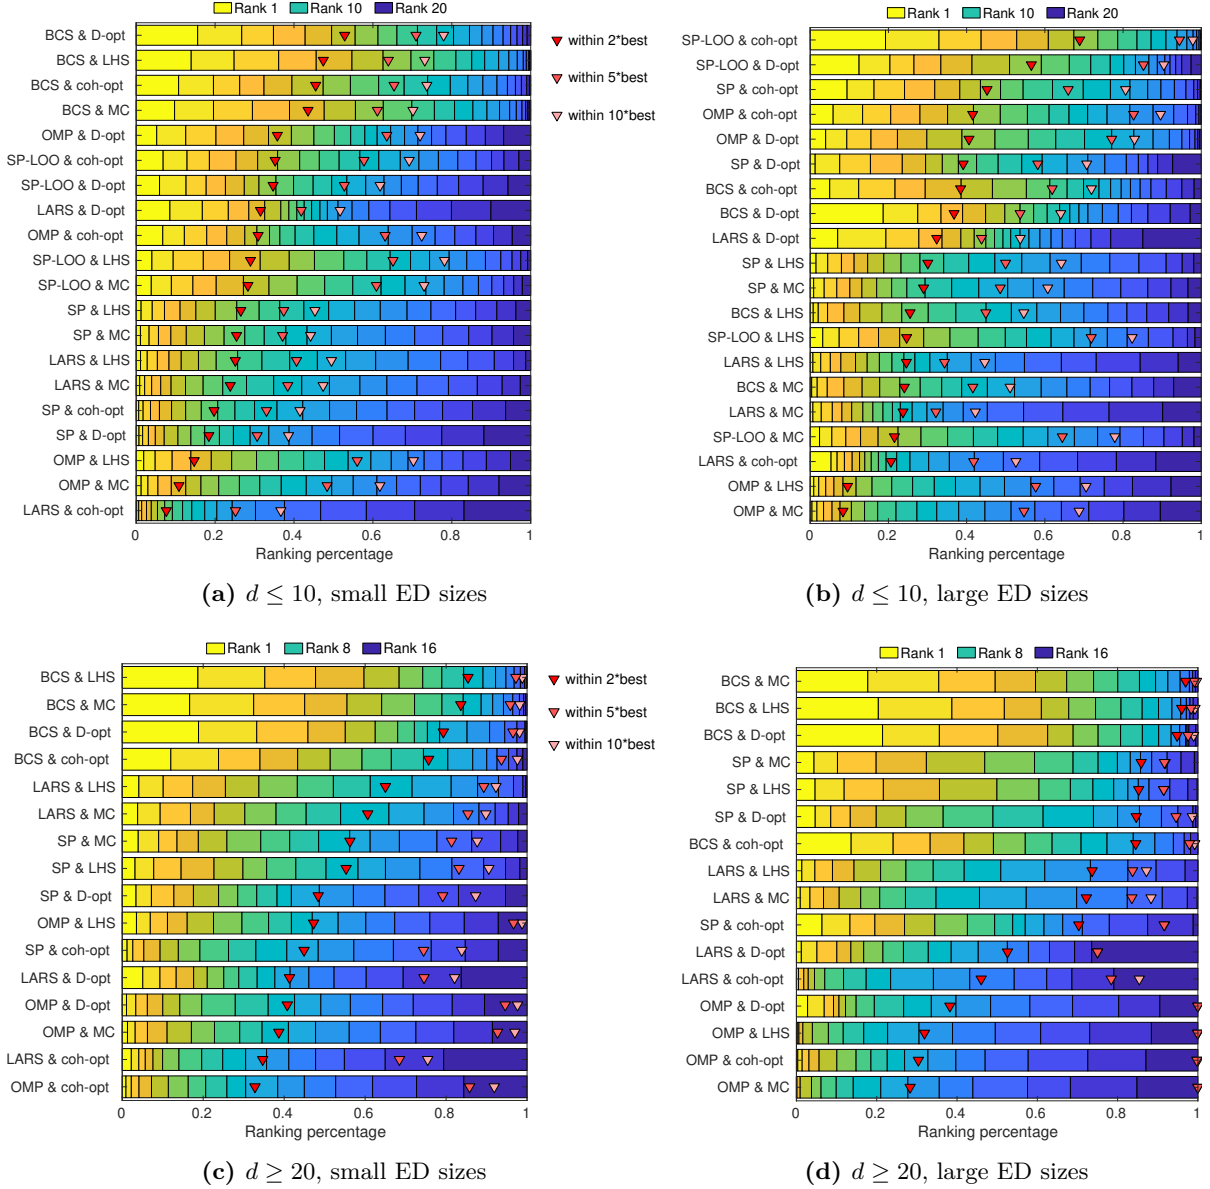 Rank 1 Rank 10 Rank 20
BCS & D-opt
BCS & LHS
BCS & coh-opt
BCS & MC
OMP & D-opt
SP-LOO & coh-opt
SP-LOO & D-opt
LARS & D-opt
OMP & coh-opt
SP-LOO & LHS
SP-LOO & MC
SP & LHS
SP & MC
LARS & LHS
LARS & MC
SP & coh-opt
SP & D-opt
OMP & LHS
OMP & MC
LARS & coh-opt
0 0.2 0.4 0.6 0.8 1
Ranking percentage
within 2*best
within 5*best
within 10*best
(a) d ≤ 10, small ED sizes
Rank 1 Rank 10 Rank 20
SP-LOO & coh-opt
SP-LOO & D-opt
SP & coh-opt
OMP & coh-opt
OMP & D-opt
SP & D-opt
BCS & coh-opt
BCS & D-opt
LARS & D-opt
SP & LHS
SP & MC
BCS & LHS
SP-LOO & LHS
LARS & LHS
BCS & MC
LARS & MC
SP-LOO & MC
LARS & coh-opt
OMP & LHS
OMP & MC
0 0.2 0.4 0.6 0.8 1
Ranking percentage
(b) d ≤ 10, large ED sizes
Rank 1 Rank 8 Rank 16
BCS & LHS
BCS & MC
BCS & D-opt
BCS & coh-opt
LARS & LHS
LARS & MC
SP & MC
SP & LHS
SP & D-opt
OMP & LHS
SP & coh-opt
LARS & D-opt
OMP & D-opt
OMP & MC
LARS & coh-opt
OMP & coh-opt
0 0.2 0.4 0.6 0.8 1
Ranking percentage
within 2*best
within 5*best
within 10*best
(c) d ≥ 20, small ED sizes
Rank 1 Rank 8 Rank 16
BCS & MC
BCS & LHS
BCS & D-opt
SP & MC
SP & LHS
SP & D-opt
BCS & coh-opt
LARS & LHS
LARS & MC
SP & coh-opt
LARS & D-opt
LARS & coh-opt
OMP & D-opt
OMP & LHS
OMP & coh-opt
OMP & MC
0 0.2 0.4 0.6 0.8 1
Ranking percentage
(d) d ≥ 20, large ED sizes